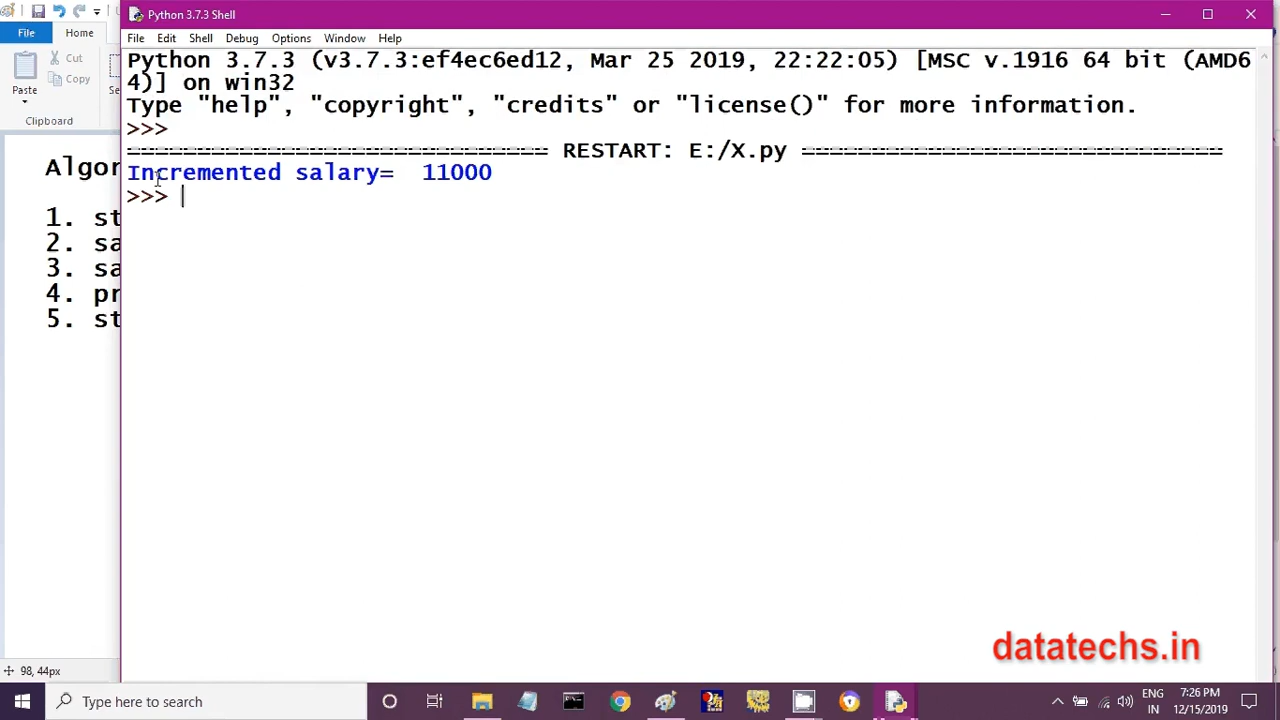 Python 3.7.3 Shell
File Home
File Edit Shell Debug Options Window Help
Cut
Copy
Paste
Clipboard
Python 3.7.3 (v3.7.3:ef4ec6ed12, Mar 25 2019, 22:22:05) [MSC v.1916 64 bit (AMD6
4)] on win32
Type "help", "copyright", "credits" or "license()" for more information.
>>>
============================== RESTART: E:/X.py ==============================
Incremented salary=  11000
>>>
Algor
1. st
2. sa
3. sa
4. pr
5. st
datatechs.in
98, 44px
Type here to search
ENG
IN
7:26 PM
12/15/2019